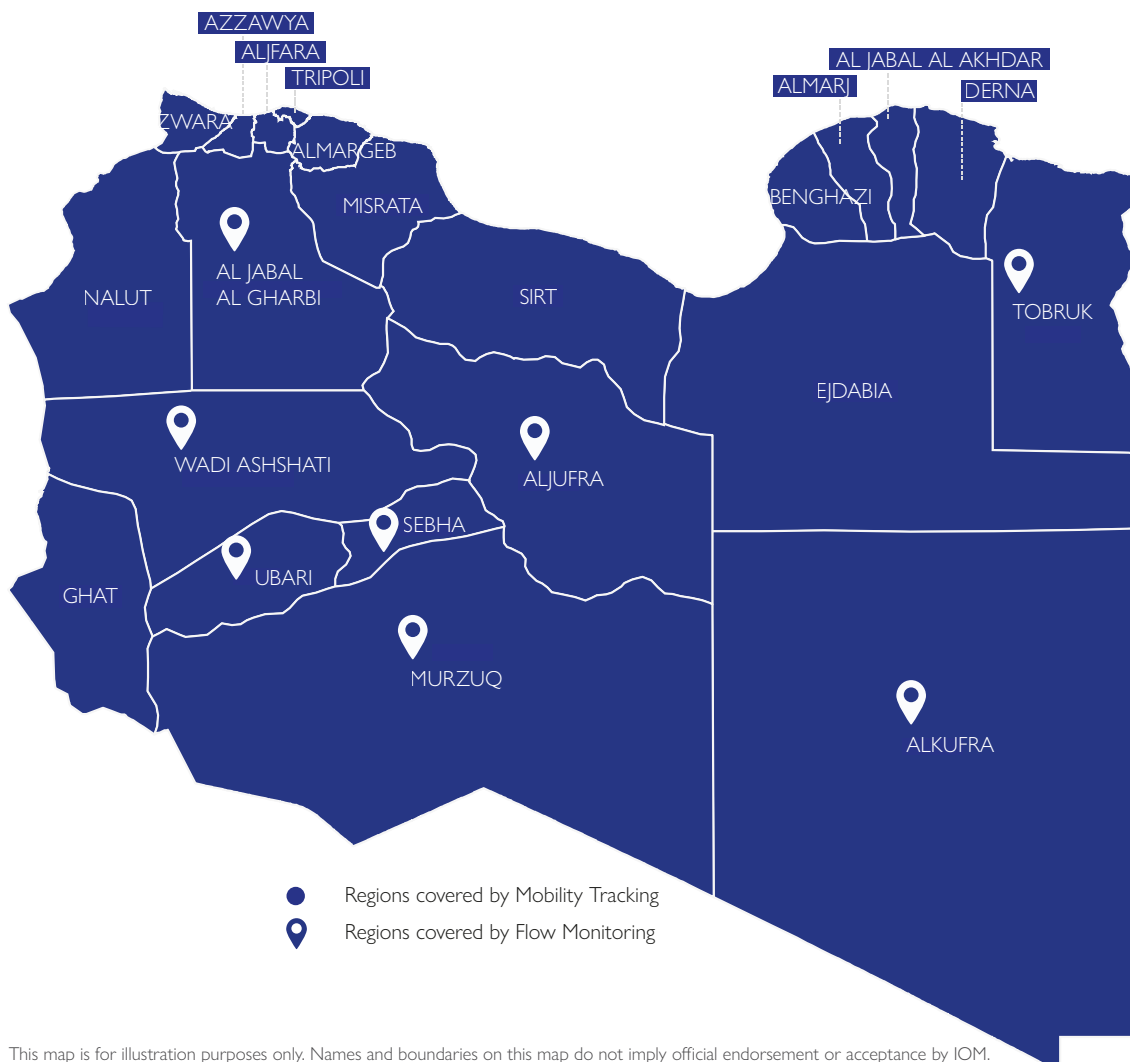 AZZAWYA
ALJFARA
TRIPOLI
AL JABAL AL AKHDAR
ALMARJ
DERNA
ZWARA
ALMARGEB
BENGHAZI
MISRATA
AL JABAL
AL GHARBI
NALUT
SIRT
TOBRUK
EJDABIA
WADI ASHSHATI
ALJUFRA
SEBHA
UBARI
GHAT
MURZUQ
ALKUFRA
Regions covered by Mobility Tracking
Regions covered by Flow Monitoring
This map is for illustration purposes only. Names and boundaries on this map do not imply official endorsement or acceptance by IOM.